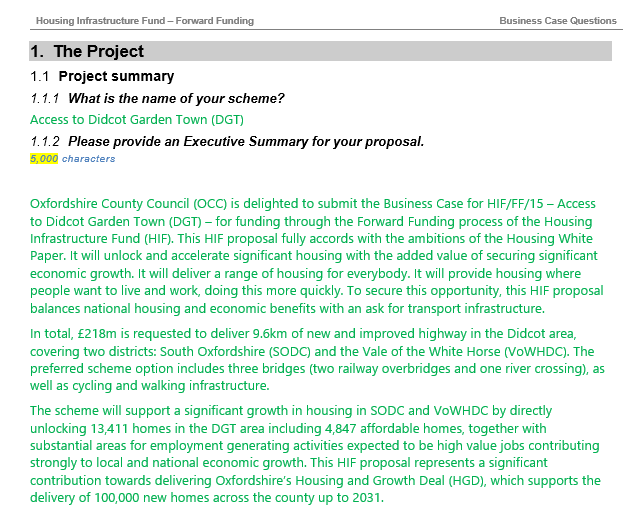 Housing Infrastructure Fund – Forward Funding Business Case Questions
1. The Project
1.1 Project summary
1.1.1 What is the name of your scheme?
Access to Didcot Garden Town (DGT)
1.1.2 Please provide an Executive Summary for your proposal.
5,000 characters
Oxfordshire County Council (OCC) is delighted to submit the Business Case for HIF/FF/15 – Access
to Didcot Garden Town (DGT) – for funding through the Forward Funding process of the Housing
Infrastructure Fund (HIF). This HIF proposal fully accords with the ambitions of the Housing White
Paper. It will unlock and accelerate significant housing with the added value of securing significant
economic growth. It will deliver a range of housing for everybody. It will provide housing where
people want to live and work, doing this more quickly. To secure this opportunity, this HIF proposal
balances national housing and economic benefits with an ask for transport infrastructure.
In total, £218m is requested to deliver 9.6km of new and improved highway in the Didcot area,
covering two districts: South Oxfordshire (SODC) and the Vale of the White Horse (VoWHDC). The
preferred scheme option includes three bridges (two railway overbridges and one river crossing), as
well as cycling and walking infrastructure.
The scheme will support a significant growth in housing in SODC and VoWHDC by directly
unlocking 13,411 homes in the DGT area including 4,847 affordable homes, together with
substantial areas for employment generating activities expected to be high value jobs contributing
strongly to local and national economic growth. This HIF proposal represents a significant
contribution towards delivering Oxfordshire's Housing and Growth Deal (HGD), which supports the
delivery of 100,000 new homes across the county up to 2031.